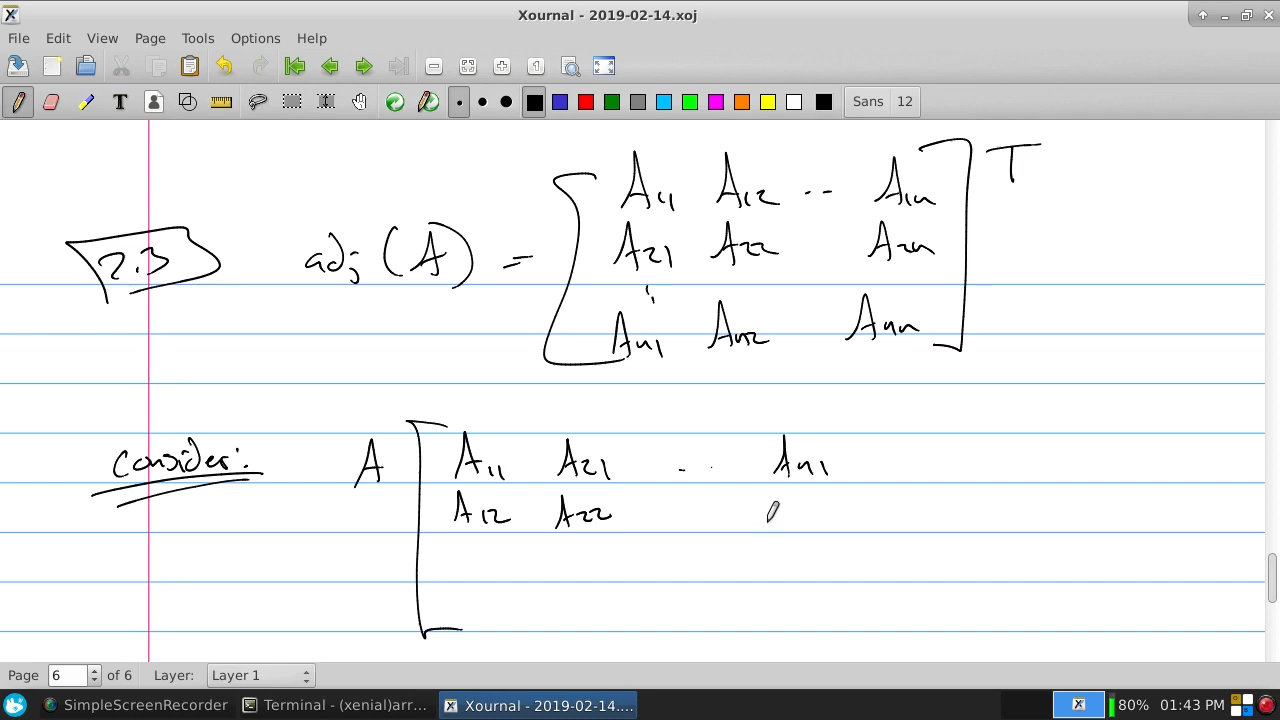 Xournal - 2019-02-14.xoj
File Edit View Page Tools Options Help
Sans 12
2.3 adj (A) = [ A11 A12 .. A1n ] T
A21 A22 A2n
⋮
An1 An2 Ann
consider: A [ A11 A21 . . An1
A12 A22
Page 6 of 6 Layer: Layer 1
SimpleScreenRecorder Terminal - (xenial)arr... Xournal - 2019-02-14.... 80% 01:43 PM